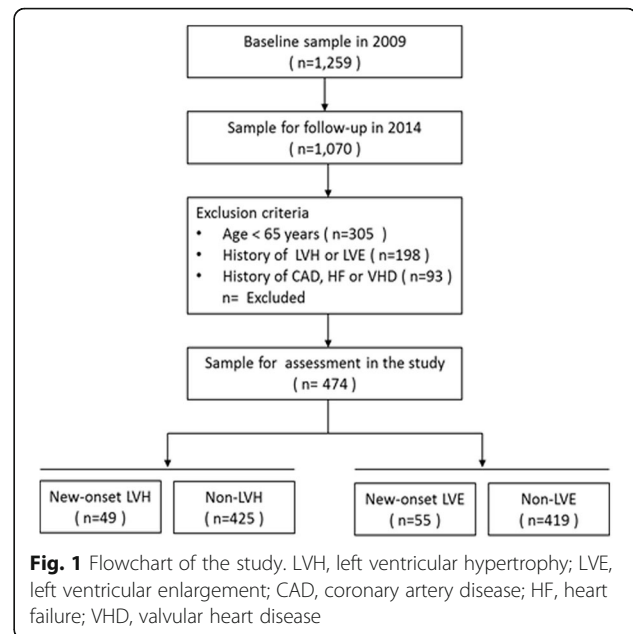 Baseline sample in 2009
( n=1,259 )
Sample for follow-up in 2014
(n=1,070 )
Exclusion criteria
• Age < 65 years ( n=305 )
• History of LVH or LVE ( n=198 )
• History of CAD, HF or VHD ( n=93 )
n= Excluded
Sample for assessment in the study
( n= 474 )
New-onset LVH
( n=49 )
Non-LVH
( n=425 )
New-onset LVE
( n=55 )
Non-LVE
( n=419 )
Fig. 1 Flowchart of the study. LVH, left ventricular hypertrophy; LVE,
left ventricular enlargement; CAD, coronary artery disease; HF, heart
failure; VHD, valvular heart disease